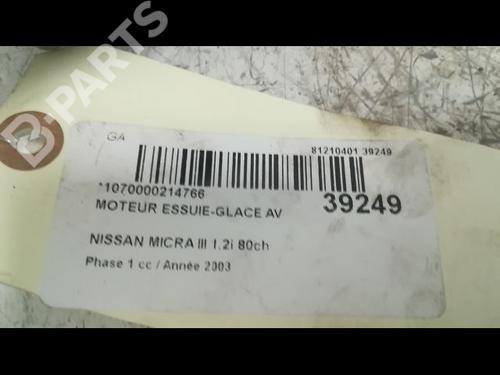 B-PARTS
GA
81210401 39249
*1070000214766
MOTEUR ESSUIE-GLACE AV
39249
NISSAN MICRA III 1.2i 80ch
Phase 1 cc / Année 2003